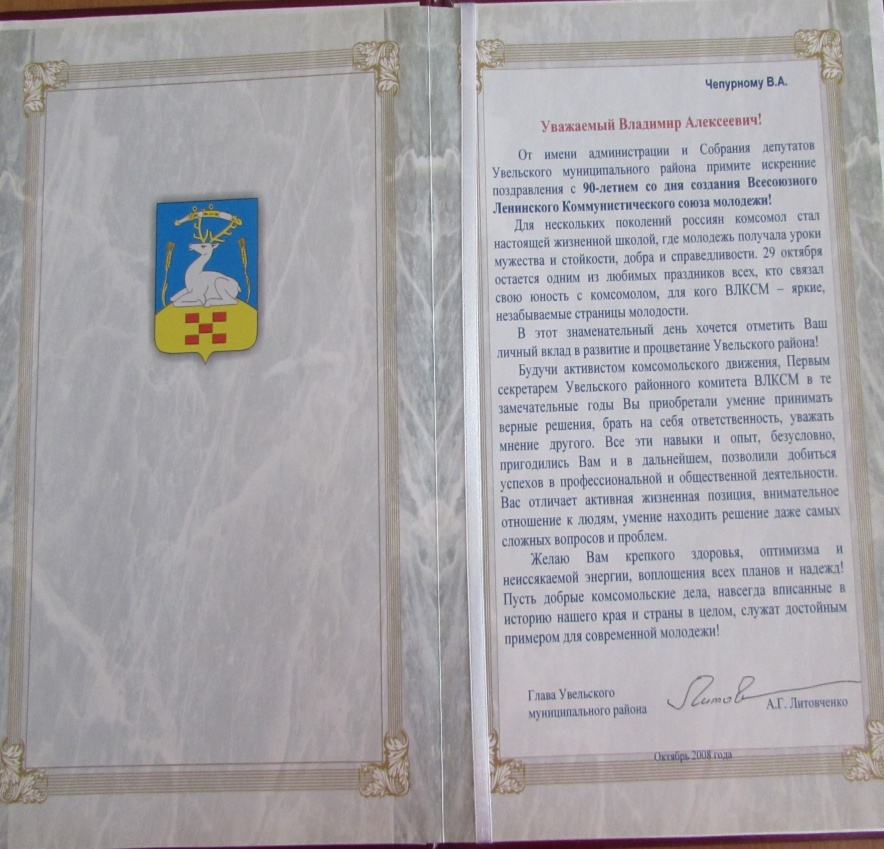 Чепурному В.А.
Уважаемый Владимир Алексеевич!
От имени администрации и Собрания депутатов
Увельского муниципального района примите искренние
поздравления с 90-летием со дня создания Всесоюзного
Ленинского Коммунистического союза молодежи!
Для нескольких поколений россиян комсомол стал
настоящей жизненной школой, где молодежь получала уроки
мужества и стойкости, добра и справедливости. 29 октября
остается одним из любимых праздников всех, кто связал
свою юность с комсомолом, для кого ВЛКСМ – яркие,
незабываемые страницы молодости.
В этот знаменательный день хочется отметить Ваш
личный вклад в развитие и процветание Увельского района!
Будучи активистом комсомольского движения, Первым
секретарем Увельского районного комитета ВЛКСМ в те
замечательные годы Вы приобретали умение принимать
верные решения, брать на себя ответственность, уважать
мнение другого. Все эти навыки и опыт, безусловно,
пригодились Вам и в дальнейшем, позволили добиться
успехов в профессиональной и общественной деятельности.
Вас отличает активная жизненная позиция, внимательное
отношение к людям, умение находить решение даже самых
сложных вопросов и проблем.
Желаю Вам крепкого здоровья, оптимизма и
неиссякаемой энергии, воплощения всех планов и надежд!
Пусть добрые комсомольские дела, навсегда вписанные в
историю нашего края и страны в целом, служат достойным
примером для современной молодежи!
Глава Увельского
муниципального района
А.Г. Литовченко
Октябрь 2008 года